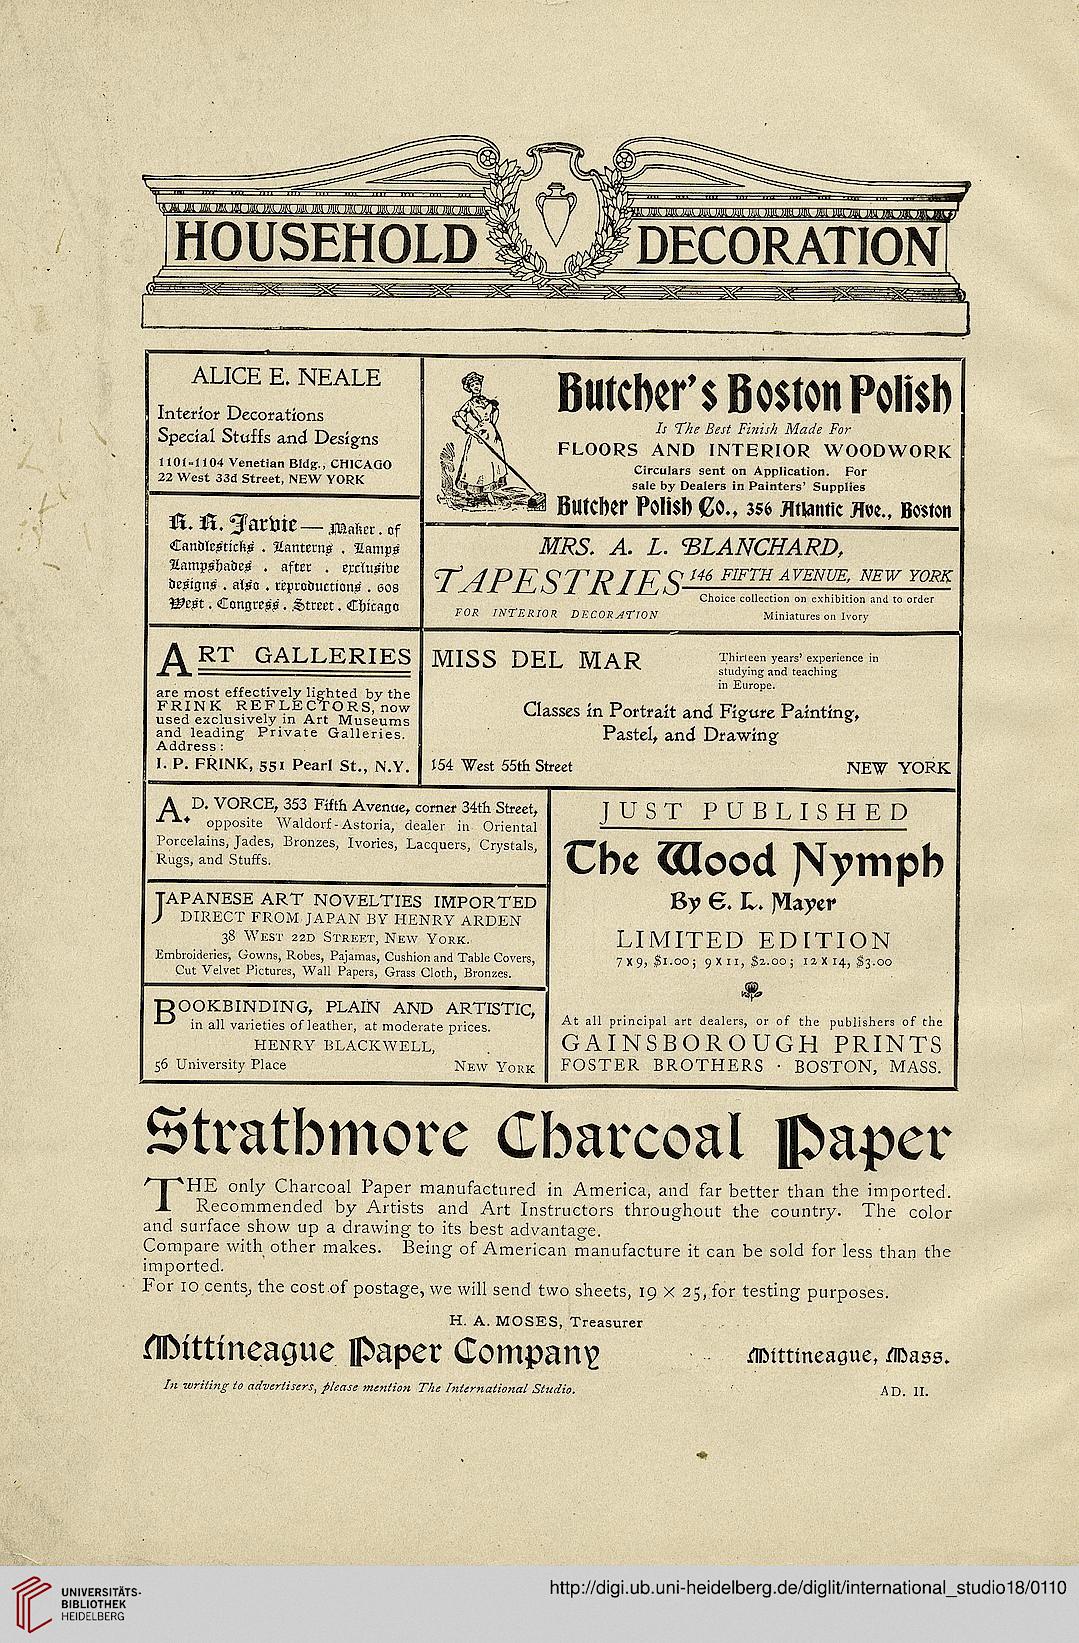 HOUSEHOLD DECORATION
ALICE E. NEALE
Interior Decorations
Special Stuffs and Designs
1101-1104 Venetian Bldg., CHICAGO
22 West 33d Street, NEW YORK
R. R. Jarvie — Maker . of
Candlesticks . Lanterns . Lamps
Lampshades . after . exclusive
designs . also . reproductions . 608
West . Congress . Street . Chicago
Butcher's Boston Polish
Is The Best Finish Made For
FLOORS AND INTERIOR WOODWORK
Circulars sent on Application. For
sale by Dealers in Painters' Supplies
Butcher Polish Co., 356 Atlantic Ave., Boston
MRS. A. L. BLANCHARD,
TAPESTRIES 146 FIFTH AVENUE, NEW YORK
Choice collection on exhibition and to order
FOR INTERIOR DECORATION Miniatures on Ivory
ART GALLERIES
are most effectively lighted by the
FRINK REFLECTORS, now
used exclusively in Art Museums
and leading Private Galleries.
Address:
I. P. FRINK, 551 Pearl St., N.Y.
MISS DEL MAR
Thirteen years' experience in
studying and teaching
in Europe.
Classes in Portrait and Figure Painting,
Pastel, and Drawing
154 West 55th Street NEW YORK
A. D. VORCE, 353 Fifth Avenue, corner 34th Street,
opposite Waldorf-Astoria, dealer in Oriental
Porcelains, Jades, Bronzes, Ivories, Lacquers, Crystals,
Rugs, and Stuffs.
JAPANESE ART NOVELTIES IMPORTED
DIRECT FROM JAPAN BY HENRY ARDEN
38 WEST 22D STREET, NEW YORK.
Embroideries, Gowns, Robes, Pajamas, Cushion and Table Covers,
Cut Velvet Pictures, Wall Papers, Grass Cloth, Bronzes.
BOOKBINDING, PLAIN AND ARTISTIC,
in all varieties of leather, at moderate prices.
HENRY BLACKWELL,
56 University Place NEW YORK
JUST PUBLISHED
The Wood Nymph
By E. L. Mayer
LIMITED EDITION
7 x 9, $1.00; 9 x 11, $2.00; 12 x 14, $3.00
At all principal art dealers, or of the publishers of the
GAINSBOROUGH PRINTS
FOSTER BROTHERS · BOSTON, MASS.
Strathmore Charcoal Paper
THE only Charcoal Paper manufactured in America, and far better than the imported.
Recommended by Artists and Art Instructors throughout the country. The color
and surface show up a drawing to its best advantage.
Compare with other makes. Being of American manufacture it can be sold for less than the
imported.
For 10 cents, the cost of postage, we will send two sheets, 19 x 25, for testing purposes.
H. A. MOSES, Treasurer
Mittineague Paper Company Mittineague, Mass.
In writing to advertisers, please mention The International Studio.
AD. II.
UNIVERSITÄTS-
BIBLIOTHEK
HEIDELBERG
http://digi.ub.uni-heidelberg.de/diglit/international_studio18/0110